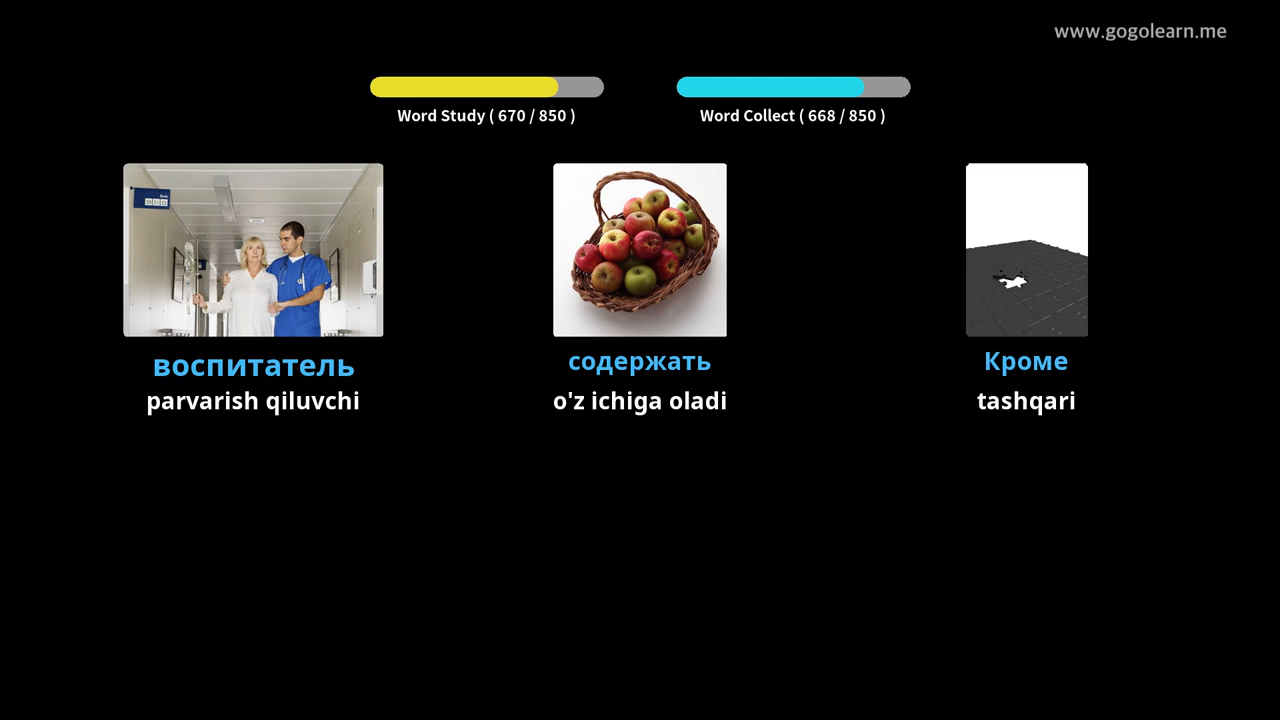 www.gogolearn.me
Word Study ( 670 / 850 )
Word Collect ( 668 / 850 )
воспитатель
содержать
Кроме
parvarish qiluvchi
o'z ichiga oladi
tashqari